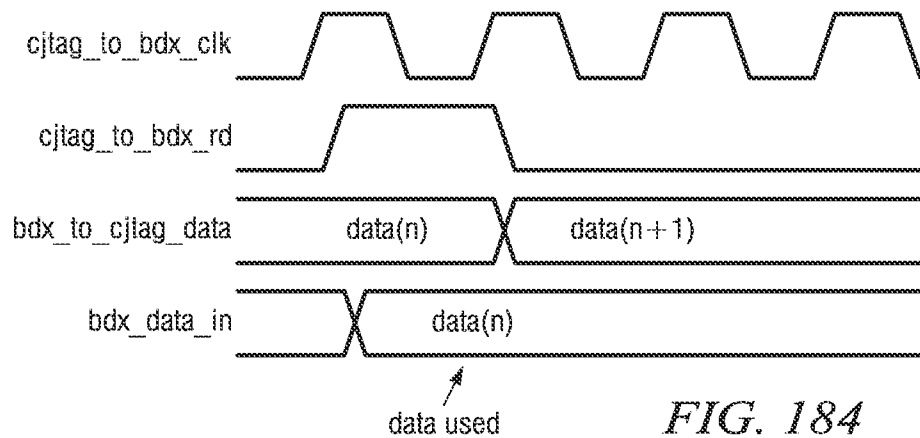 cjtag_to_bdx_clk
cjtag_to_bdx_rd
bdx_to_cjtag_data data(n) data(n+1)
bdx_data_in data(n)
data used
FIG. 184